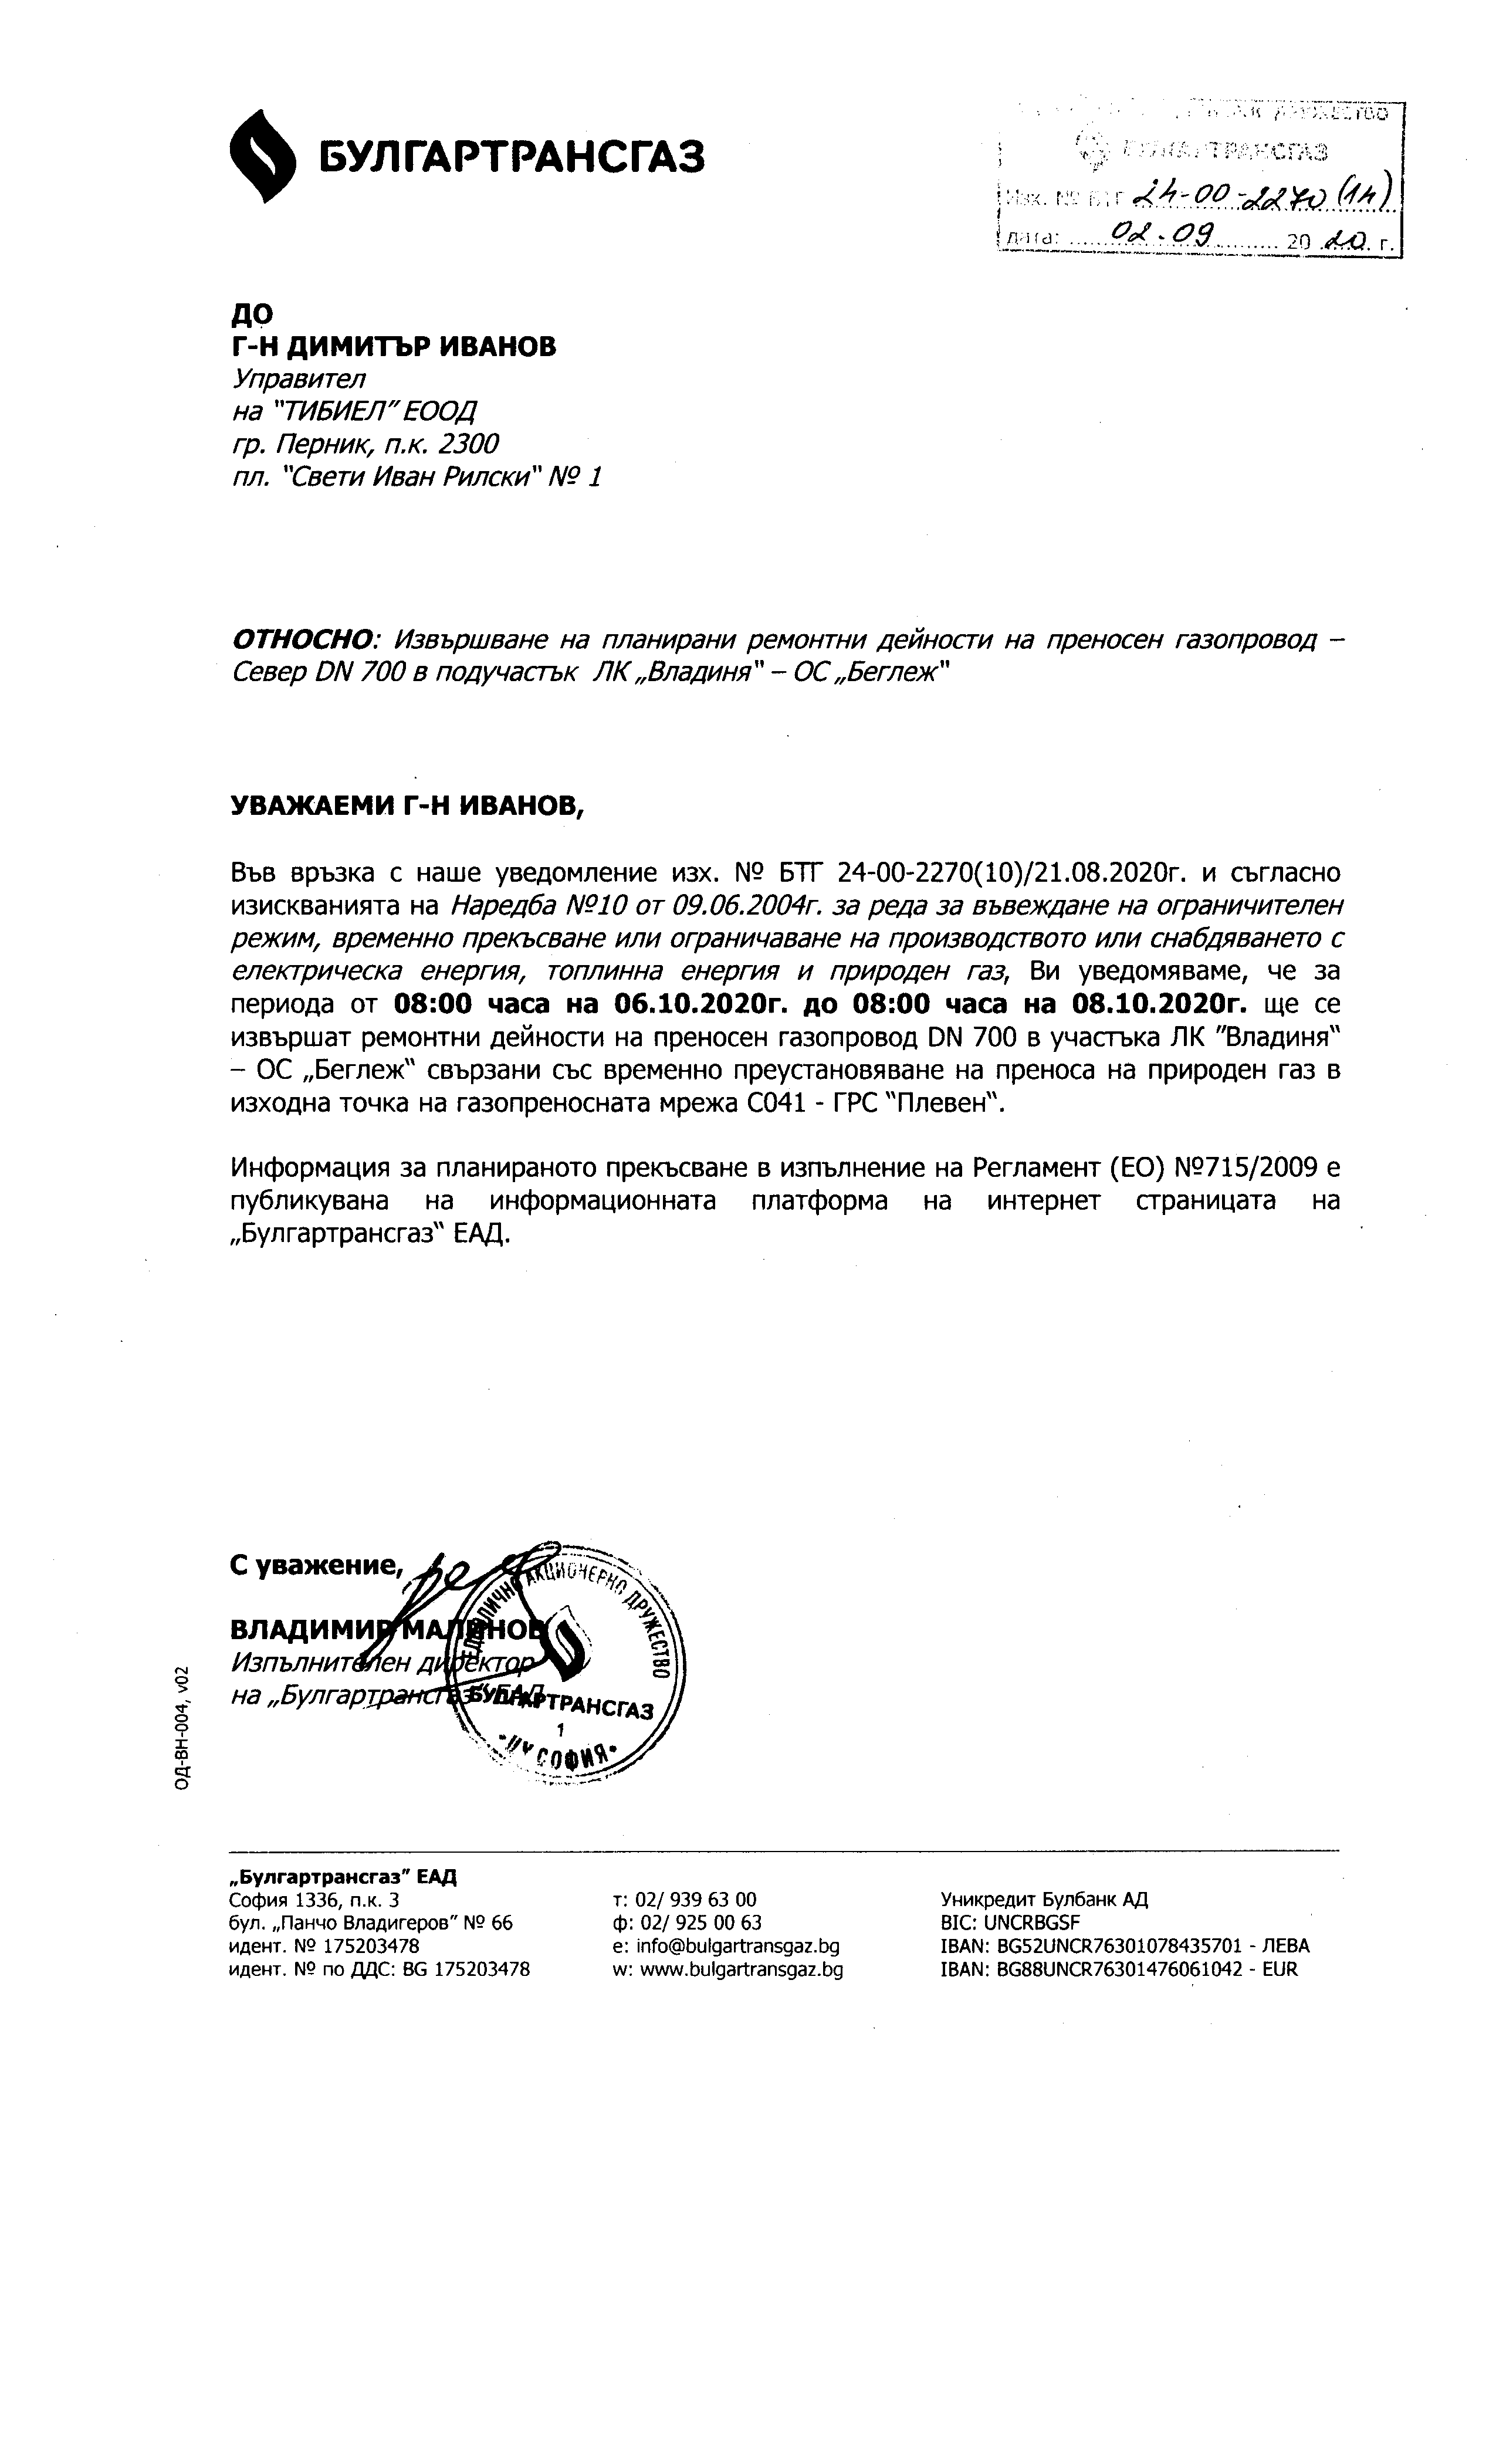 БУЛГАРТРАНСГАЗ
ДРУЖЕСТВО
БУЛГАРТРАНСГАЗ
Изх. № БТГ 24-00-2270(14)
дата: 02.09 2020 г.
ДО
Г-Н ДИМИТЪР ИВАНОВ
Управител
на "ТИБИЕЛ" ЕООД
гр. Перник, п.к. 2300
пл. "Свети Иван Рилски" № 1
ОТНОСНО: Извършване на планирани ремонтни дейности на преносен газопровод –
Север DN 700 в подучастък ЛК „Владиня" – ОС „Беглеж"
УВАЖАЕМИ Г-Н ИВАНОВ,
Във връзка с наше уведомление изх. № БТГ 24-00-2270(10)/21.08.2020г. и съгласно
изискванията на Наредба №10 от 09.06.2004г. за реда за въвеждане на ограничителен
режим, временно прекъсване или ограничаване на производството или снабдяването с
електрическа енергия, топлинна енергия и природен газ, Ви уведомяваме, че за
периода от 08:00 часа на 06.10.2020г. до 08:00 часа на 08.10.2020г. ще се
извършат ремонтни дейности на преносен газопровод DN 700 в участъка ЛК "Владиня"
– ОС „Беглеж" свързани със временно преустановяване на преноса на природен газ в
изходна точка на газопреносната мрежа С041 - ГРС "Плевен".
Информация за планираното прекъсване в изпълнение на Регламент (ЕО) №715/2009 е
публикувана на информационната платформа на интернет страницата на
„Булгартрансгаз" ЕАД.
С уважение,
ВЛАДИМИР МАЛИНОВ
Изпълнителен директор
на „Булгартрансгаз" ЕАД
ЕДНОЛИЧНО АКЦИОНЕРНО ДРУЖЕСТВО
БУЛГАРТРАНСГАЗ
1
СОФИЯ
ОД-ВН-004, v02
„Булгартрансгаз" ЕАД
София 1336, п.к. 3
бул. „Панчо Владигеров" № 66
идент. № 175203478
идент. № по ДДС: BG 175203478
т: 02/ 939 63 00
ф: 02/ 925 00 63
е: info@bulgartransgaz.bg
w: www.bulgartransgaz.bg
Уникредит Булбанк АД
BIC: UNCRBGSF
IBAN: BG52UNCR76301078435701 - ЛЕВА
IBAN: BG88UNCR76301476061042 - EUR